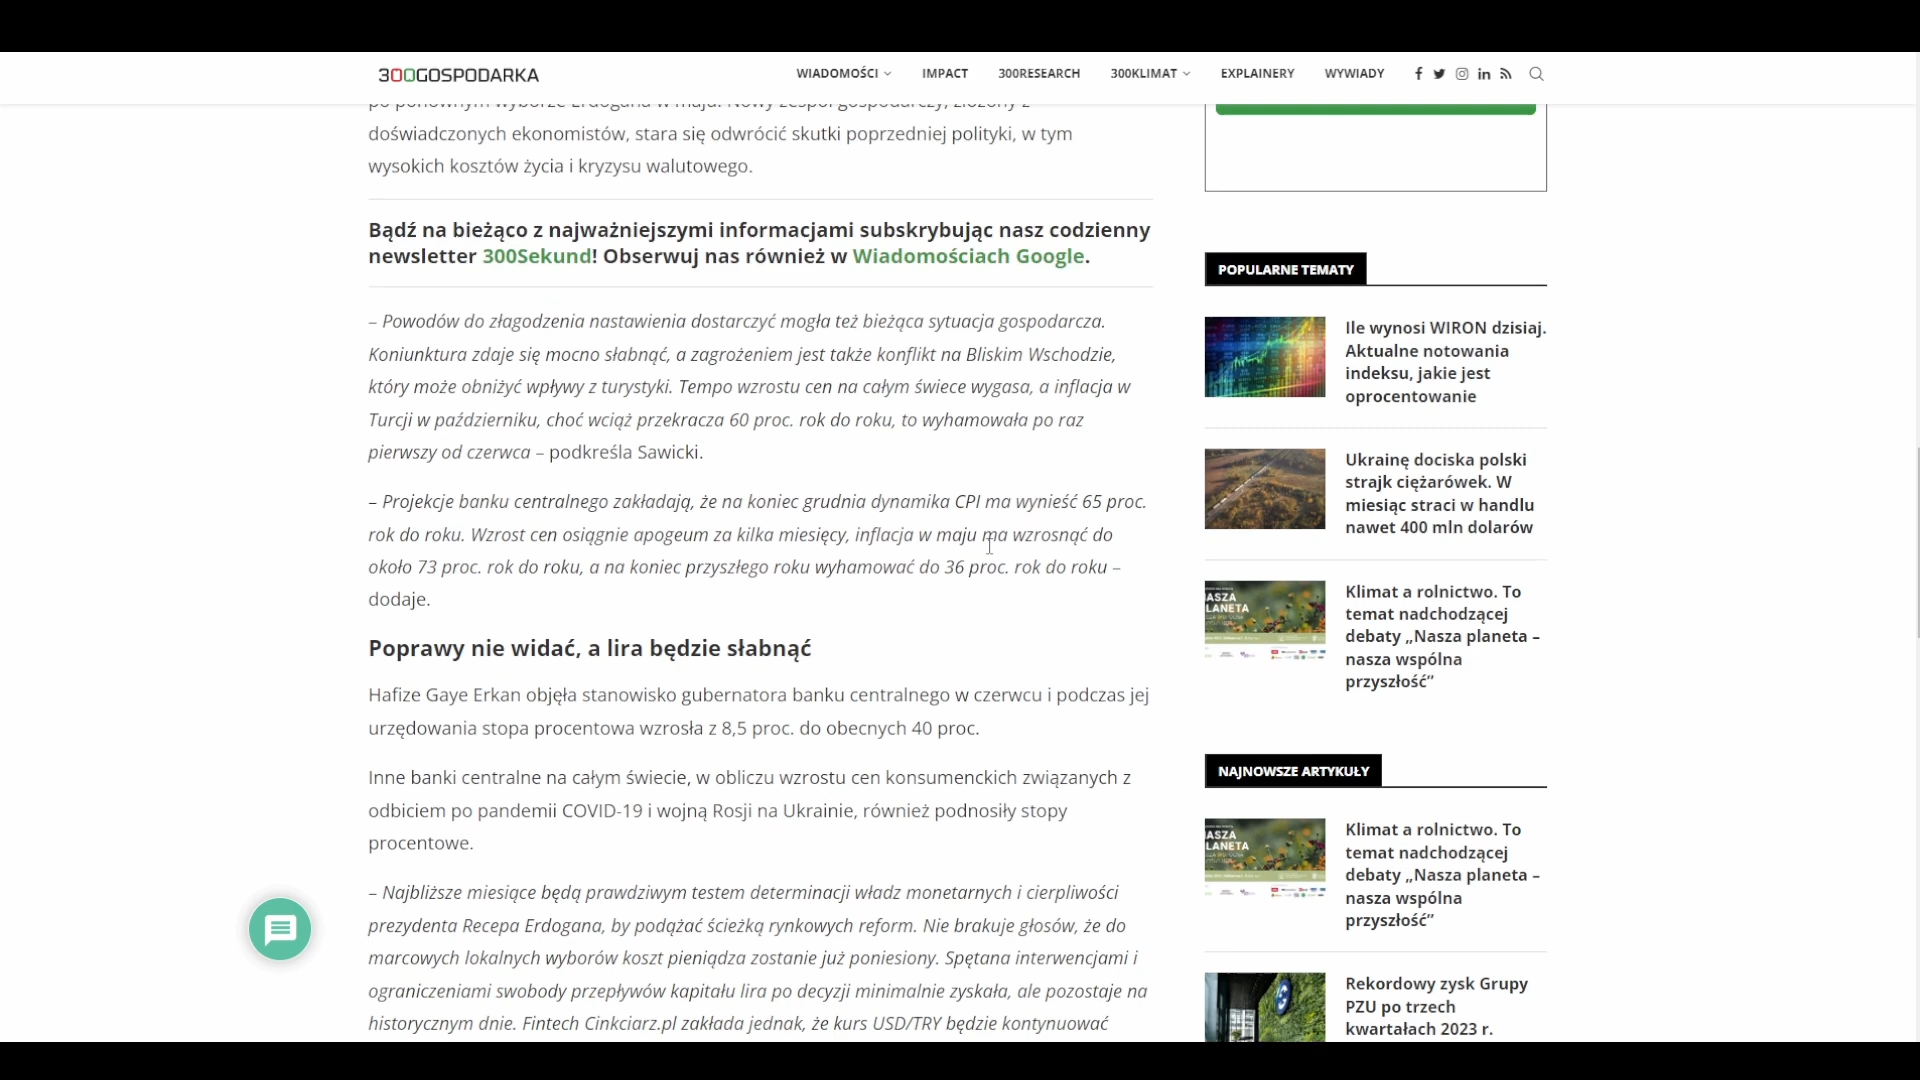 300GOSPODARKA
WIADOMOŚCI
IMPACT
300RESEARCH
300KLIMAT
EXPLAINERY
WYWIADY
po ponownym wyborze Erdogana w maju. Nowy zespół gospodarczy, złożony z
doświadczonych ekonomistów, stara się odwrócić skutki poprzedniej polityki, w tym
wysokich kosztów życia i kryzysu walutowego.
Bądź na bieżąco z najważniejszymi informacjami subskrybując nasz codzienny
newsletter 300Sekund! Obserwuj nas również w Wiadomościach Google.
– Powodów do złagodzenia nastawienia dostarczyć mogła też bieżąca sytuacja gospodarcza.
Koniunktura zdaje się mocno słabnąć, a zagrożeniem jest także konflikt na Bliskim Wschodzie,
który może obniżyć wpływy z turystyki. Tempo wzrostu cen na całym świece wygasa, a inflacja w
Turcji w październiku, choć wciąż przekracza 60 proc. rok do roku, to wyhamowała po raz
pierwszy od czerwca – podkreśla Sawicki.
– Projekcje banku centralnego zakładają, że na koniec grudnia dynamika CPI ma wynieść 65 proc.
rok do roku. Wzrost cen osiągnie apogeum za kilka miesięcy, inflacja w maju ma wzrosnąć do
około 73 proc. rok do roku, a na koniec przyszłego roku wyhamować do 36 proc. rok do roku –
dodaje.
Poprawy nie widać, a lira będzie słabnąć
Hafize Gaye Erkan objęła stanowisko gubernatora banku centralnego w czerwcu i podczas jej
urzędowania stopa procentowa wzrosła z 8,5 proc. do obecnych 40 proc.
Inne banki centralne na całym świecie, w obliczu wzrostu cen konsumenckich związanych z
odbiciem po pandemii COVID-19 i wojną Rosji na Ukrainie, również podnosiły stopy
procentowe.
– Najbliższe miesiące będą prawdziwym testem determinacji władz monetarnych i cierpliwości
prezydenta Recepa Erdogana, by podążać ścieżką rynkowych reform. Nie brakuje głosów, że do
marcowych lokalnych wyborów koszt pieniądza zostanie już poniesiony. Spętana interwencjami i
ograniczeniami swobody przepływów kapitału lira po decyzji minimalnie zyskała, ale pozostaje na
historycznym dnie. Fintech Cinkciarz.pl zakłada jednak, że kurs USD/TRY będzie kontynuować
POPULARNE TEMATY
Ile wynosi WIRON dzisiaj.
Aktualne notowania
indeksu, jakie jest
oprocentowanie
Ukrainę dociska polski
strajk ciężarówek. W
miesiąc straci w handlu
nawet 400 mln dolarów
NASZA
LANETA
Klimat a rolnictwo. To
temat nadchodzącej
debaty „Nasza planeta –
nasza wspólna
przyszłość”
NAJNOWSZE ARTYKUŁY
NASZA
LANETA
Klimat a rolnictwo. To
temat nadchodzącej
debaty „Nasza planeta –
nasza wspólna
przyszłość”
Rekordowy zysk Grupy
PZU po trzech
kwartałach 2023 r.